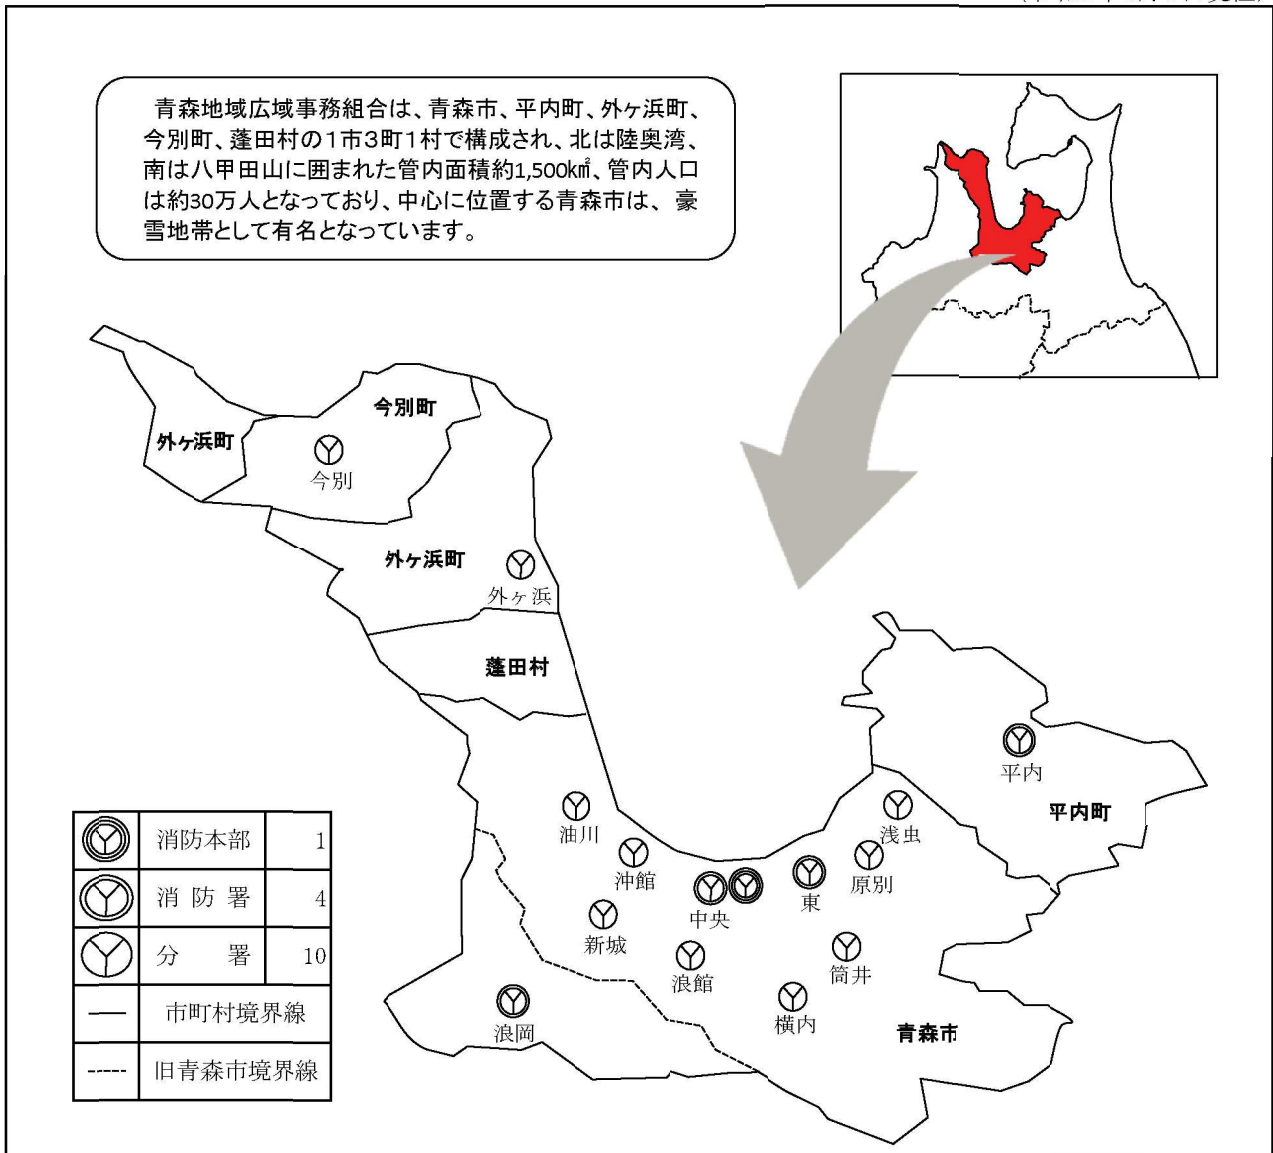 青森地域広域事務組合は、青森市、平内町、外ヶ浜町、
今別町、蓬田村の1市3町1村で構成され、北は陸奥湾、
南は八甲田山に囲まれた管内面積約1,500㎢、管内人口
は約30万人となっており、中心に位置する青森市は、豪
雪地帯として有名となっています。
今別町
外ヶ浜町
今別
外ヶ浜町
外ヶ浜
蓬田村
平内
平内町
浅虫
油川
沖館
原別
東
中央
新城
筒井
浪館
横内
浪岡
青森市
消防本部 1
消防署 4
分署 10
市町村境界線
旧青森市境界線